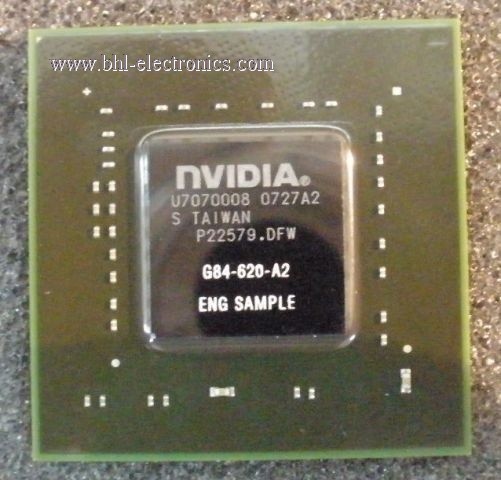 www.bhl-electronics.com
nVIDIA®
U7070008 0727A2
S TAIWAN
P22579.DFW
G84-620-A2
ENG SAMPLE